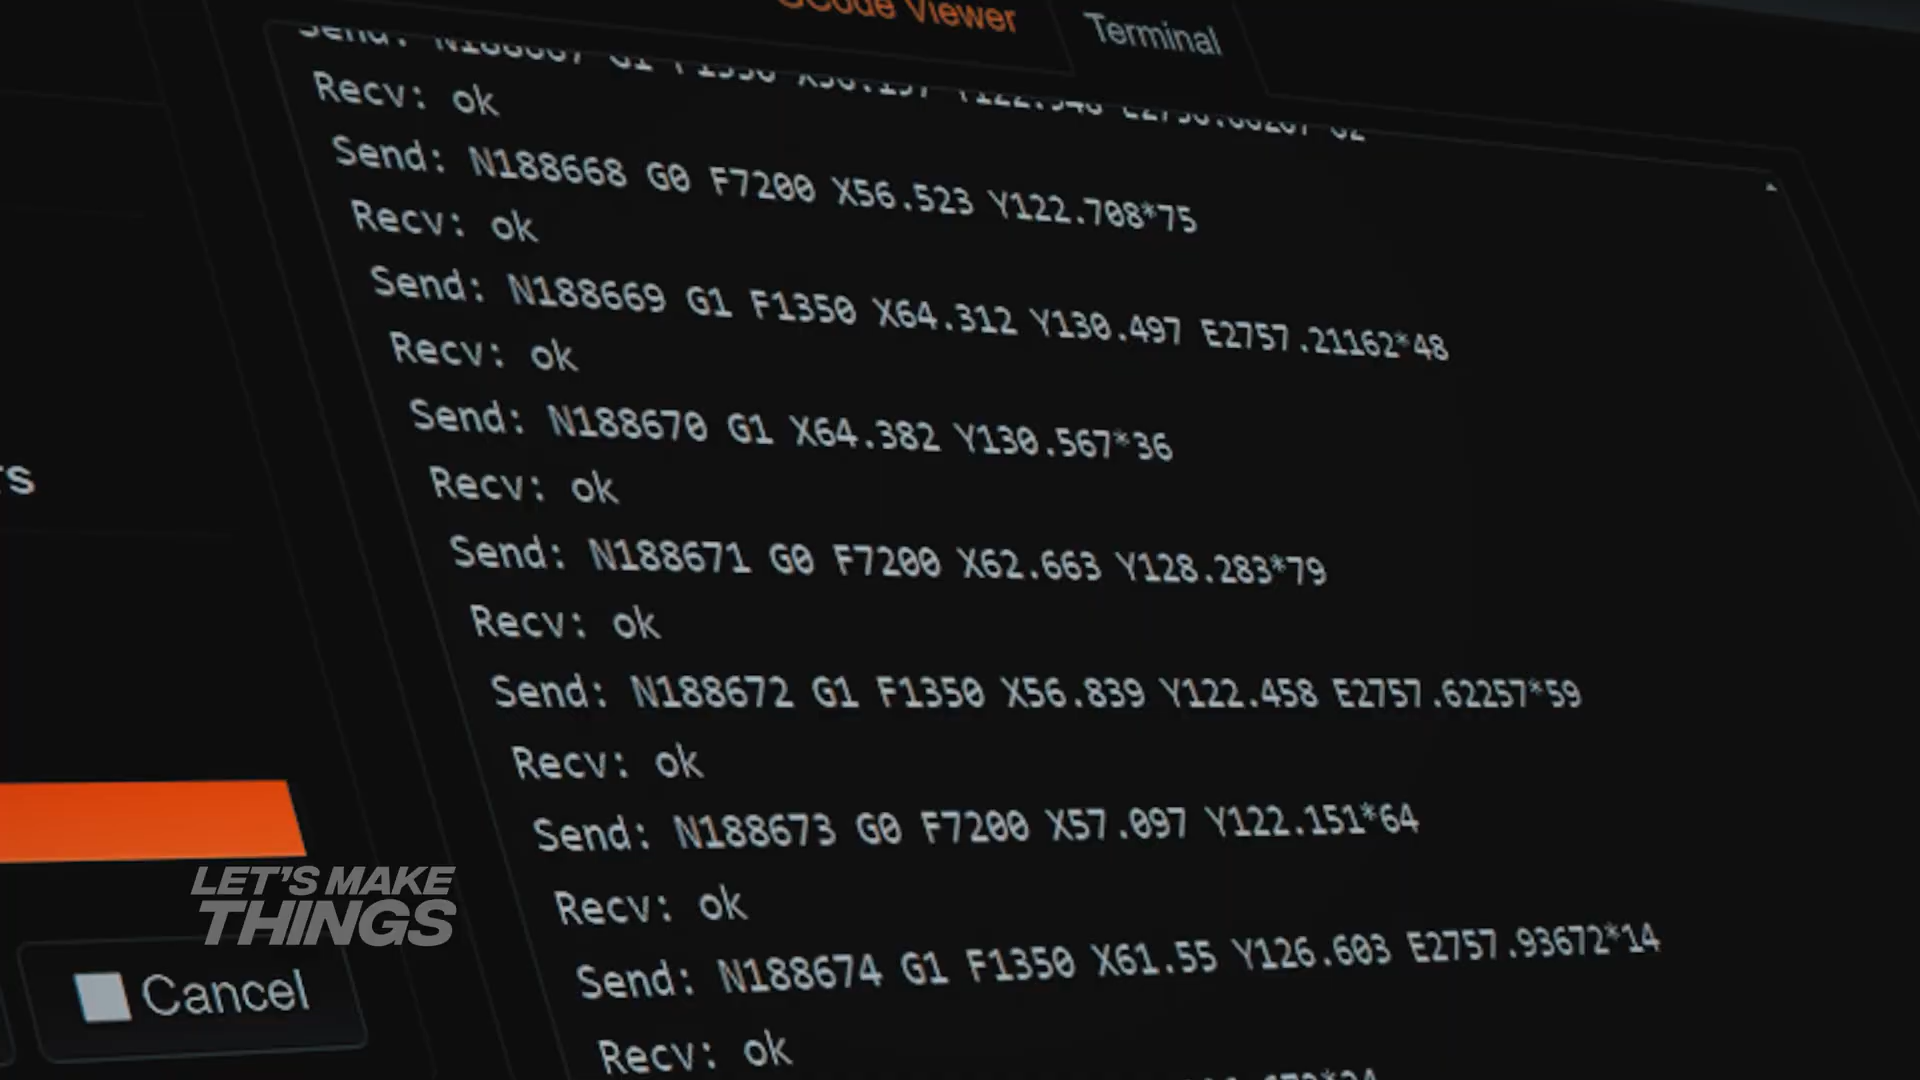 GCode Viewer
Terminal
Recv: ok
Send: N188668 G0 F7200 X56.523 Y122.708*75
Recv: ok
Send: N188669 G1 F1350 X64.312 Y130.497 E2757.21162*48
Recv: ok
Send: N188670 G1 X64.382 Y130.567*36
Recv: ok
Send: N188671 G0 F7200 X62.663 Y128.283*79
Recv: ok
Send: N188672 G1 F1350 X56.839 Y122.458 E2757.62257*59
Recv: ok
Send: N188673 G0 F7200 X57.097 Y122.151*64
Recv: ok
Send: N188674 G1 F1350 X61.55 Y126.603 E2757.93672*14
Recv: ok
LET'S MAKE
THINGS
Cancel